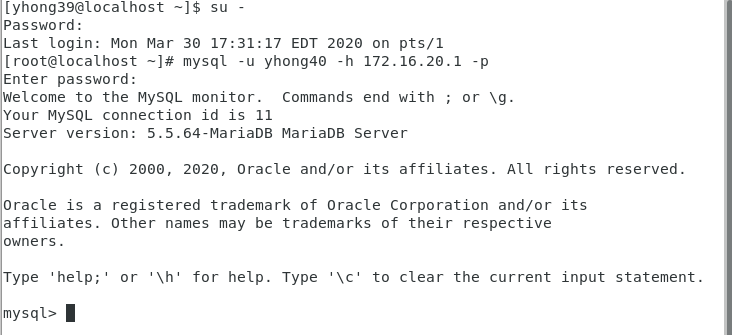 [yhong39@localhost ~]$ su -
Password:
Last login: Mon Mar 30 17:31:17 EDT 2020 on pts/1
[root@localhost ~]# mysql -u yhong40 -h 172.16.20.1 -p
Enter password:
Welcome to the MySQL monitor.  Commands end with ; or \g.
Your MySQL connection id is 11
Server version: 5.5.64-MariaDB MariaDB Server
Copyright (c) 2000, 2020, Oracle and/or its affiliates. All rights reserved.
Oracle is a registered trademark of Oracle Corporation and/or its
affiliates. Other names may be trademarks of their respective
owners.
Type 'help;' or '\h' for help. Type '\c' to clear the current input statement.
mysql>